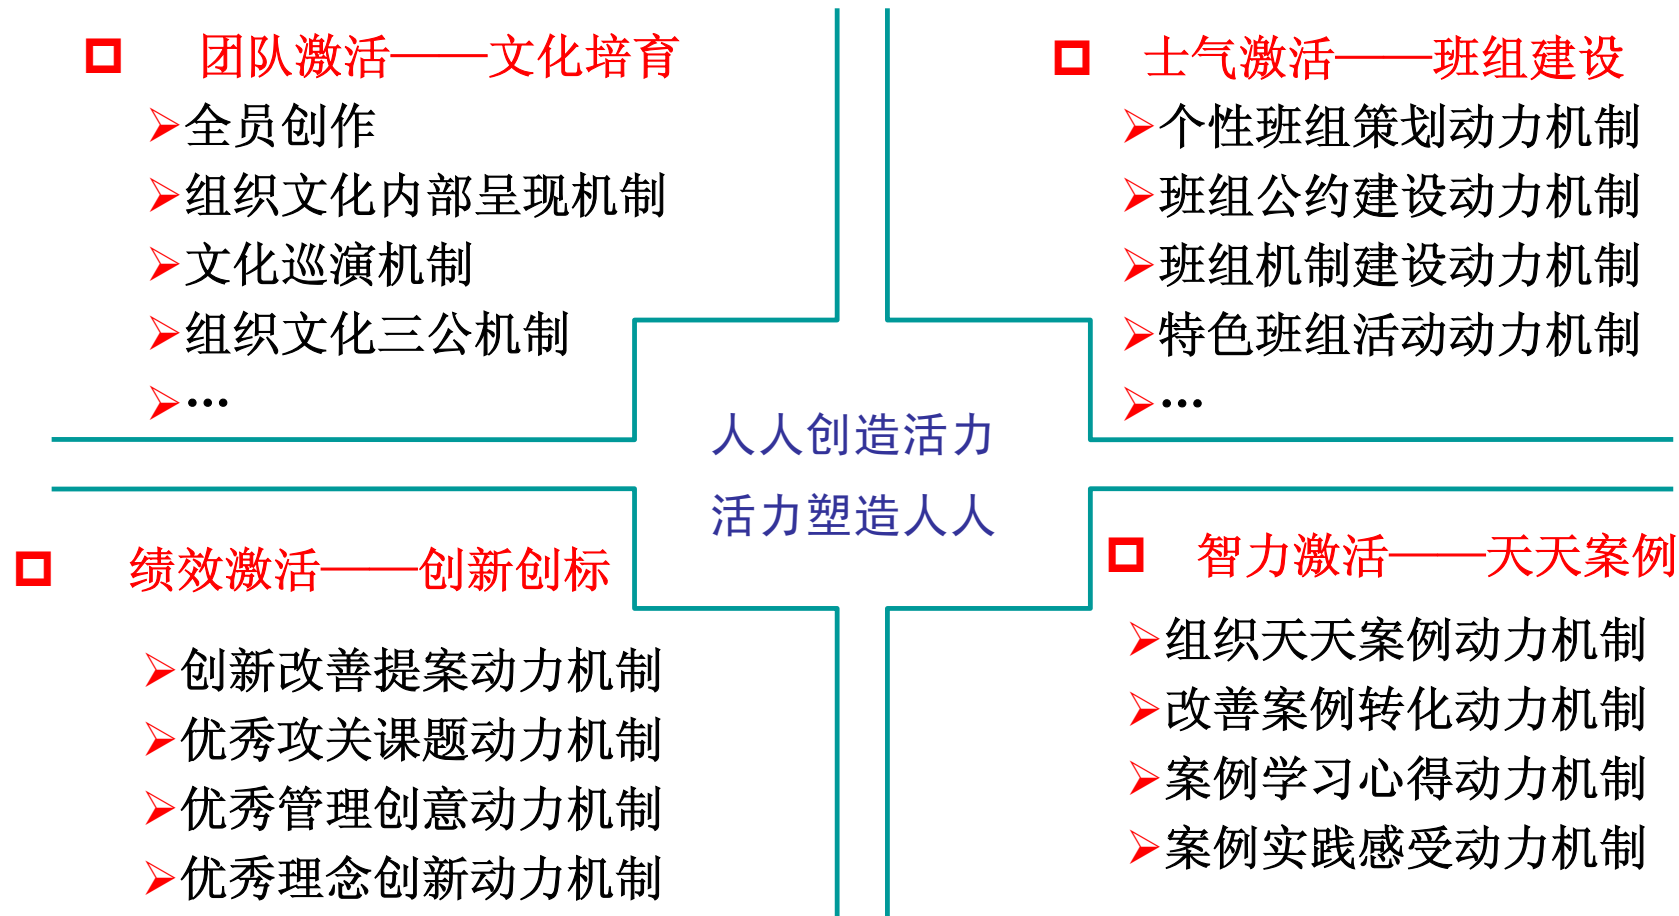 团队激活——文化培育
全员创作
组织文化内部呈现机制
文化巡演机制
组织文化三公机制
…
士气激活——班组建设
个性班组策划动力机制
班组公约建设动力机制
班组机制建设动力机制
特色班组活动动力机制
…
人人创造活力
活力塑造人人
绩效激活——创新创标
创新改善提案动力机制
优秀攻关课题动力机制
优秀管理创意动力机制
优秀理念创新动力机制
智力激活——天天案例
组织天天案例动力机制
改善案例转化动力机制
案例学习心得动力机制
案例实践感受动力机制